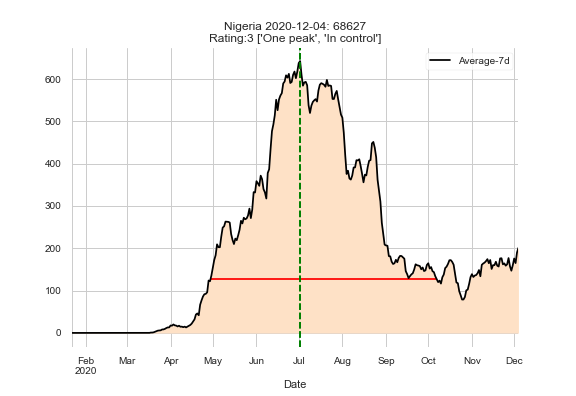 Nigeria 2020-12-04: 68627
Rating:3 ['One peak', 'In control']
Average-7d
600
500
400
300
200
100
0
Feb Mar Apr May Jun Jul Aug Sep Oct Nov Dec
2020
Date